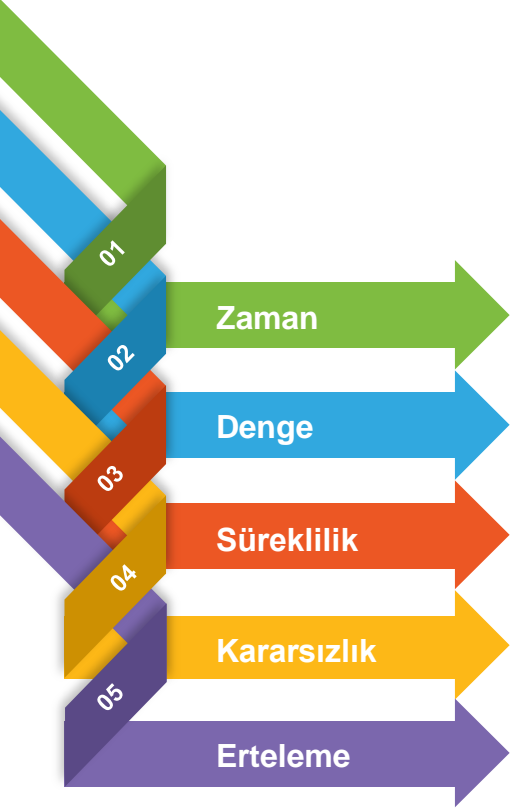 01
Zaman
02
Denge
03
Süreklilik
04
Kararsızlık
05
Erteleme